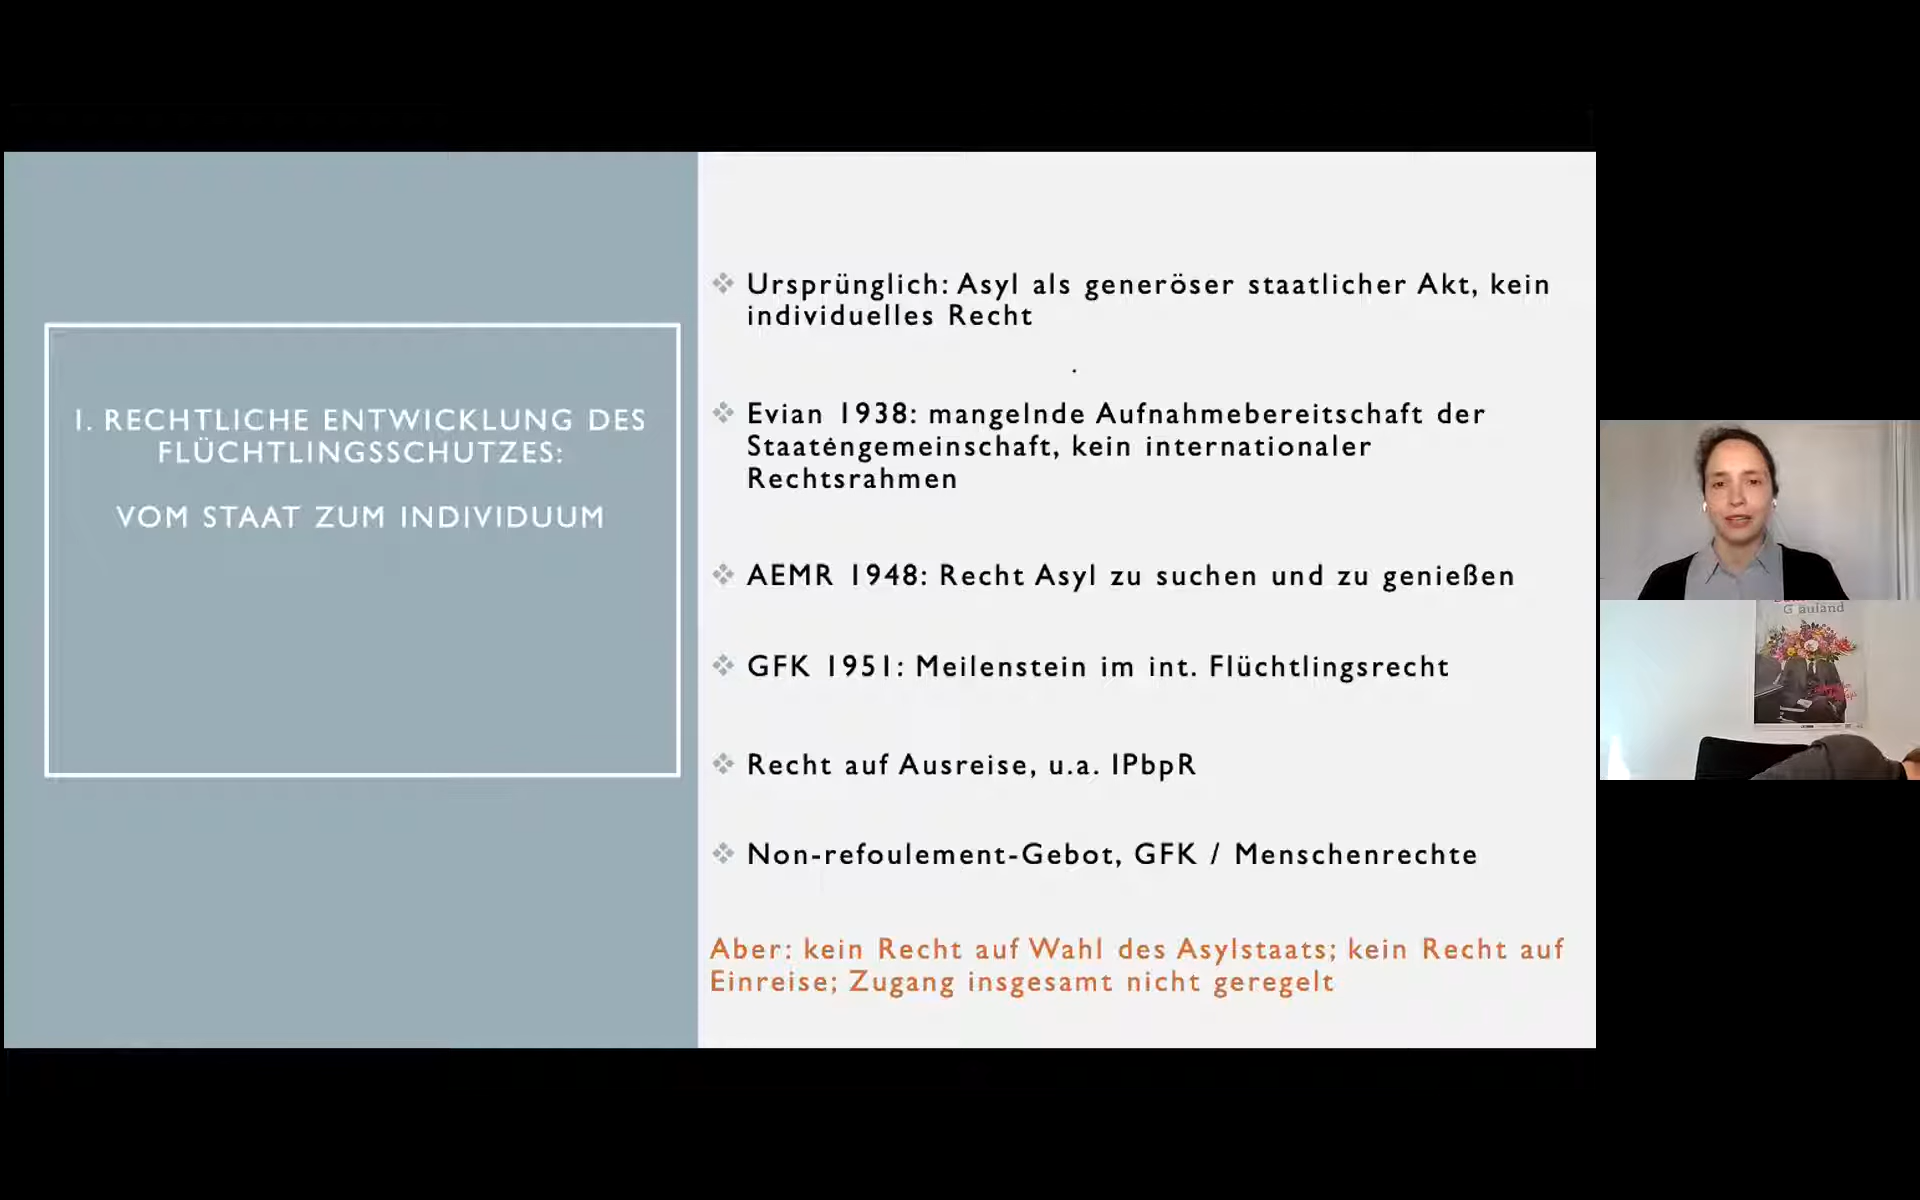 I. RECHTLICHE ENTWICKLUNG DES
FLÜCHTLINGSSCHUTZES:
VOM STAAT ZUM INDIVIDUUM
Ursprünglich: Asyl als generöser staatlicher Akt, kein
individuelles Recht
Evian 1938: mangelnde Aufnahmebereitschaft der
Staatengemeinschaft, kein internationaler
Rechtsrahmen
AEMR 1948: Recht Asyl zu suchen und zu genießen
GFK 1951: Meilenstein im int. Flüchtlingsrecht
Recht auf Ausreise, u.a. IPbpR
Non-refoulement-Gebot, GFK / Menschenrechte
Aber: kein Recht auf Wahl des Asylstaats; kein Recht auf
Einreise; Zugang insgesamt nicht geregelt